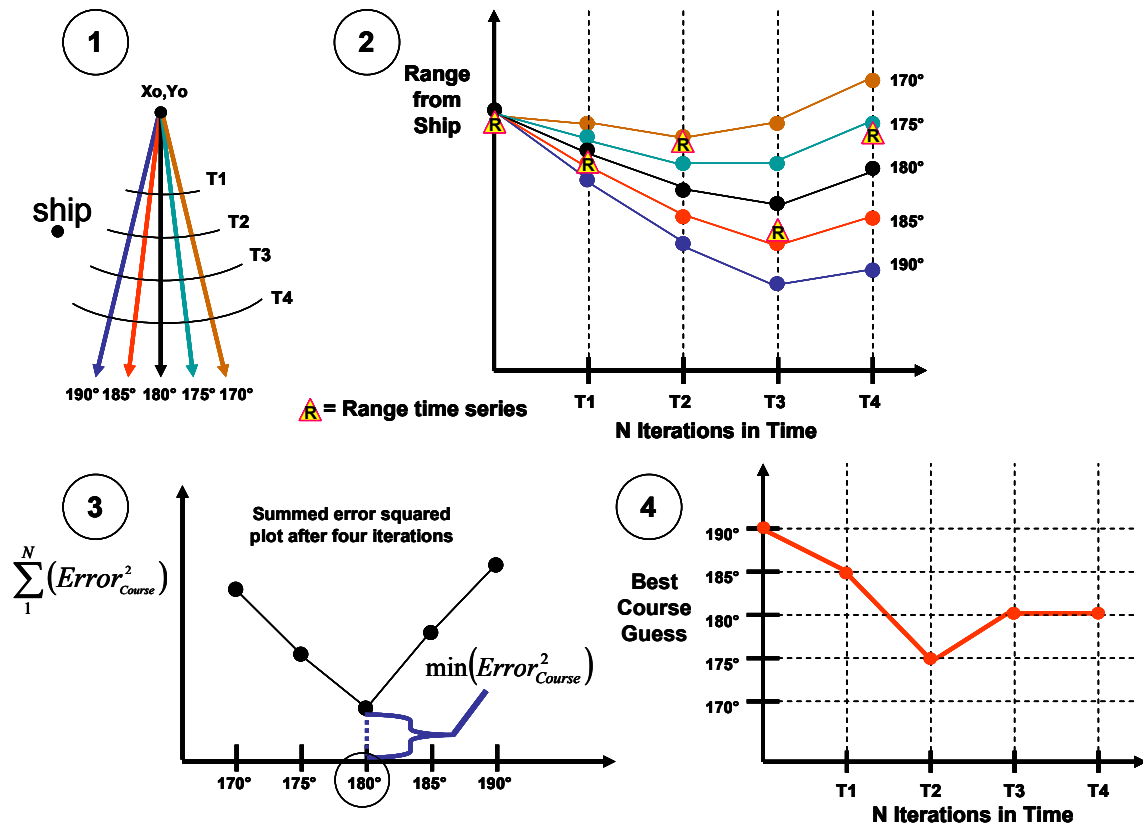 1
Xo,Yo
T1
ship
T2
T3
T4
190° 185° 180° 175° 170°
2
Range
from
Ship
R
R
R
R
R
170°
175°
180°
185°
190°
T1 T2 T3 T4
N Iterations in Time
R = Range time series
3
Summed error squared
plot after four iterations
N
∑ (Error²Course)
1
min(Error²Course)
170° 175° 180° 185° 190°
4
Best
Course
Guess
190°
185°
180°
175°
170°
T1 T2 T3 T4
N Iterations in Time